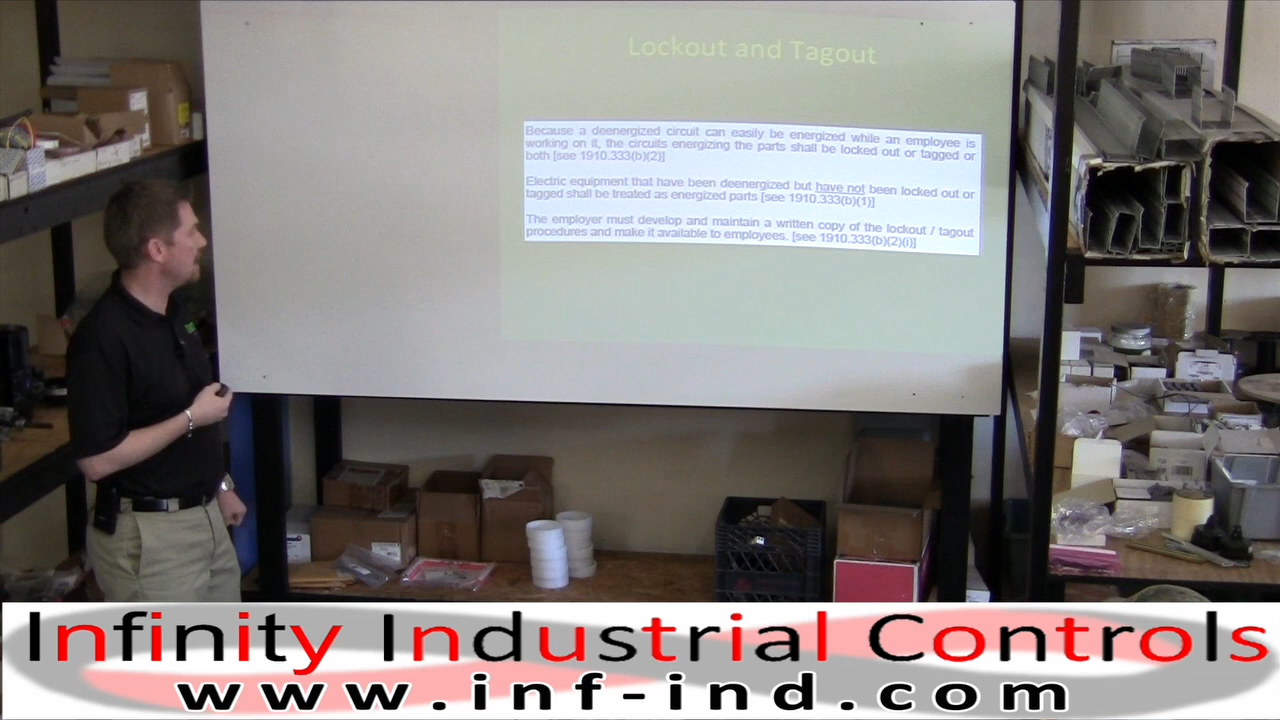 Lockout and Tagout
Because a deenergized circuit can easily be energized while an employee is
working on it, the circuits energizing the parts shall be locked out or tagged or
both [see 1910.333(b)(2)]
Electric equipment that have been deenergized but have not been locked out or
tagged shall be treated as energized parts [see 1910.333(b)(1)]
The employer must develop and maintain a written copy of the lockout / tagout
procedures and make it available to employees. [see 1910.333(b)(2)(i)]
Infinity Industrial Controls
www.inf-ind.com